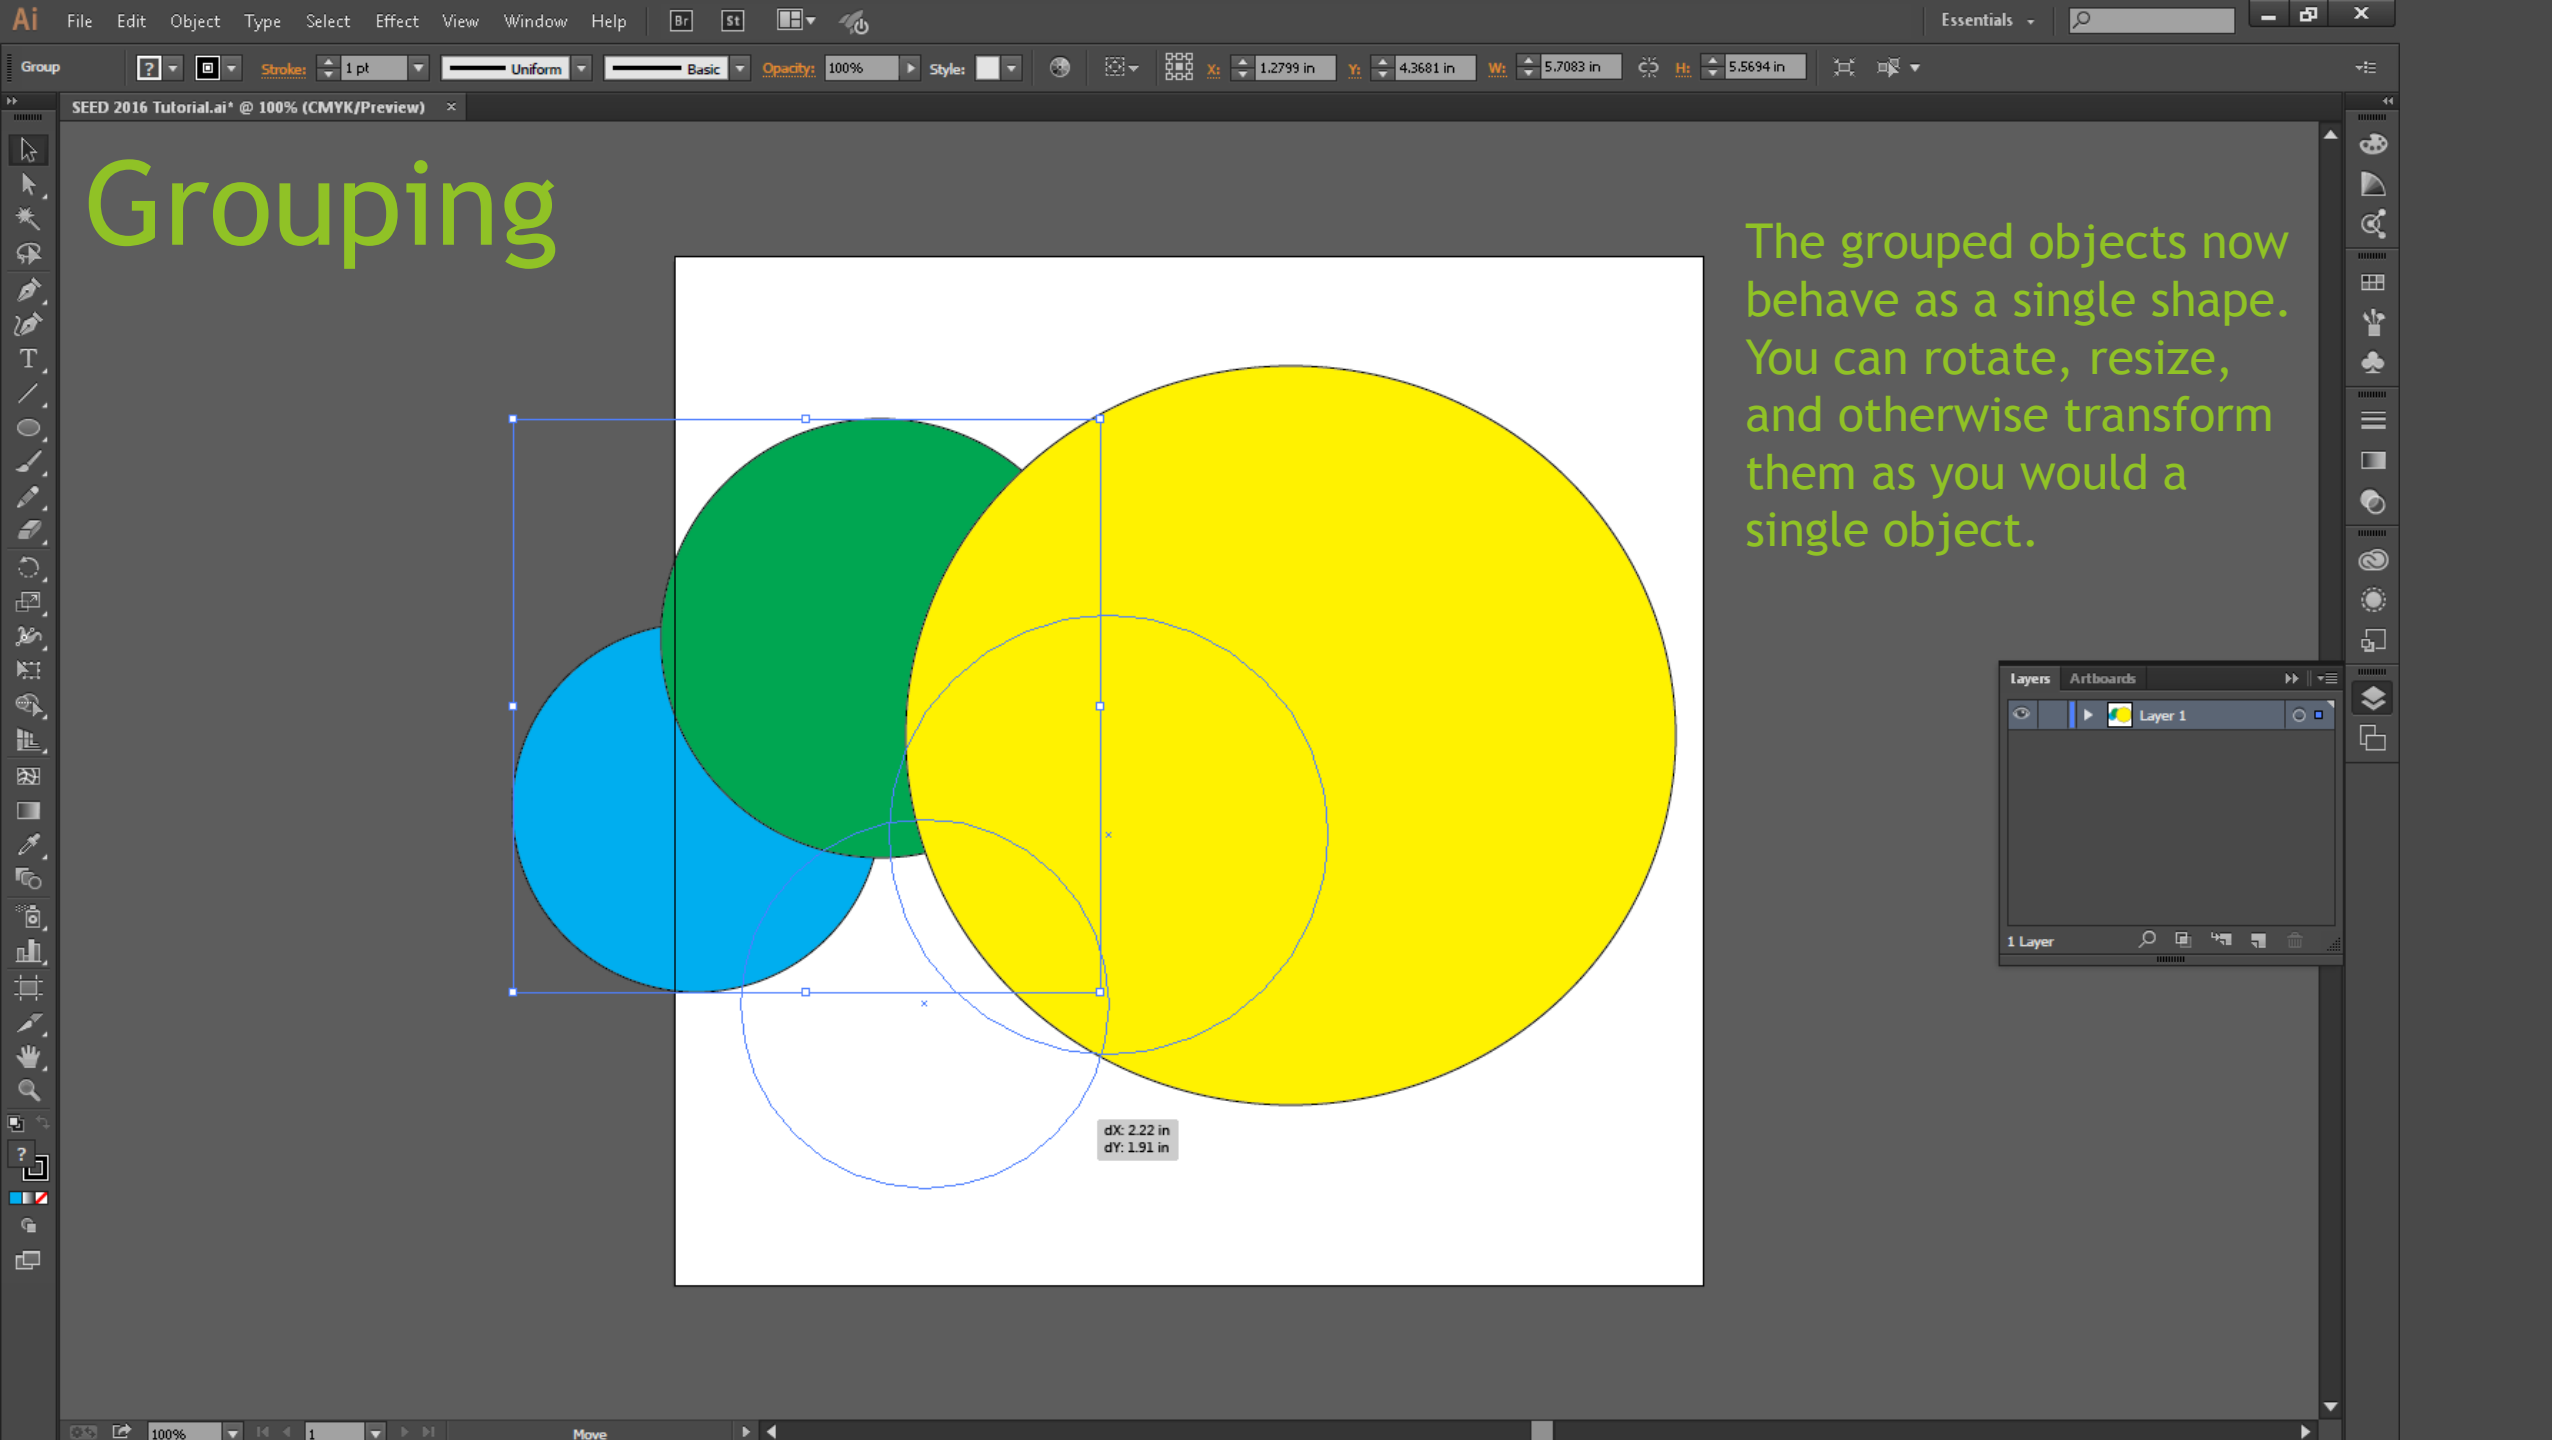 Ai File Edit Object Type Select Effect View Window Help Br St Essentials
Group ? Stroke: 1 pt Uniform Basic Opacity: 100% Style: X: 1.2799 in Y: 4.3681 in W: 5.7083 in H: 5.5694 in
SEED 2016 Tutorial.ai* @ 100% (CMYK/Preview) ×
Grouping
The grouped objects now
behave as a single shape.
You can rotate, resize,
and otherwise transform
them as you would a
single object.
Layers Artboards
Layer 1
1 Layer
dX: 2.22 in
dY: 1.91 in
?
100% 1 Move